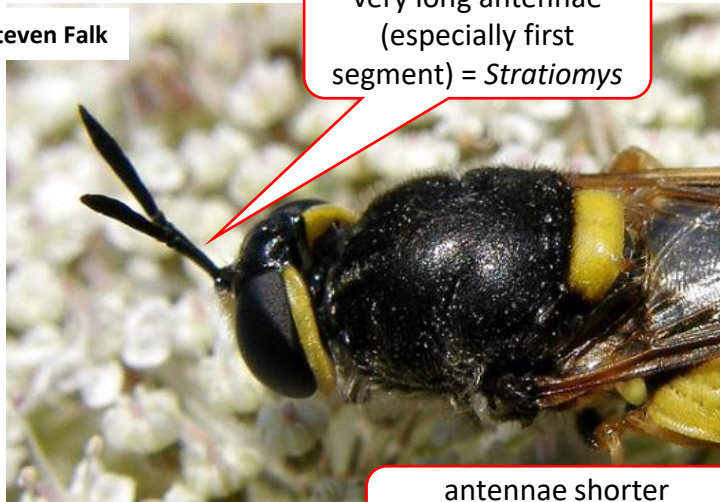 very long antennae
teven Falk
(especially first
segment) = Stratiomys
antennae shorter